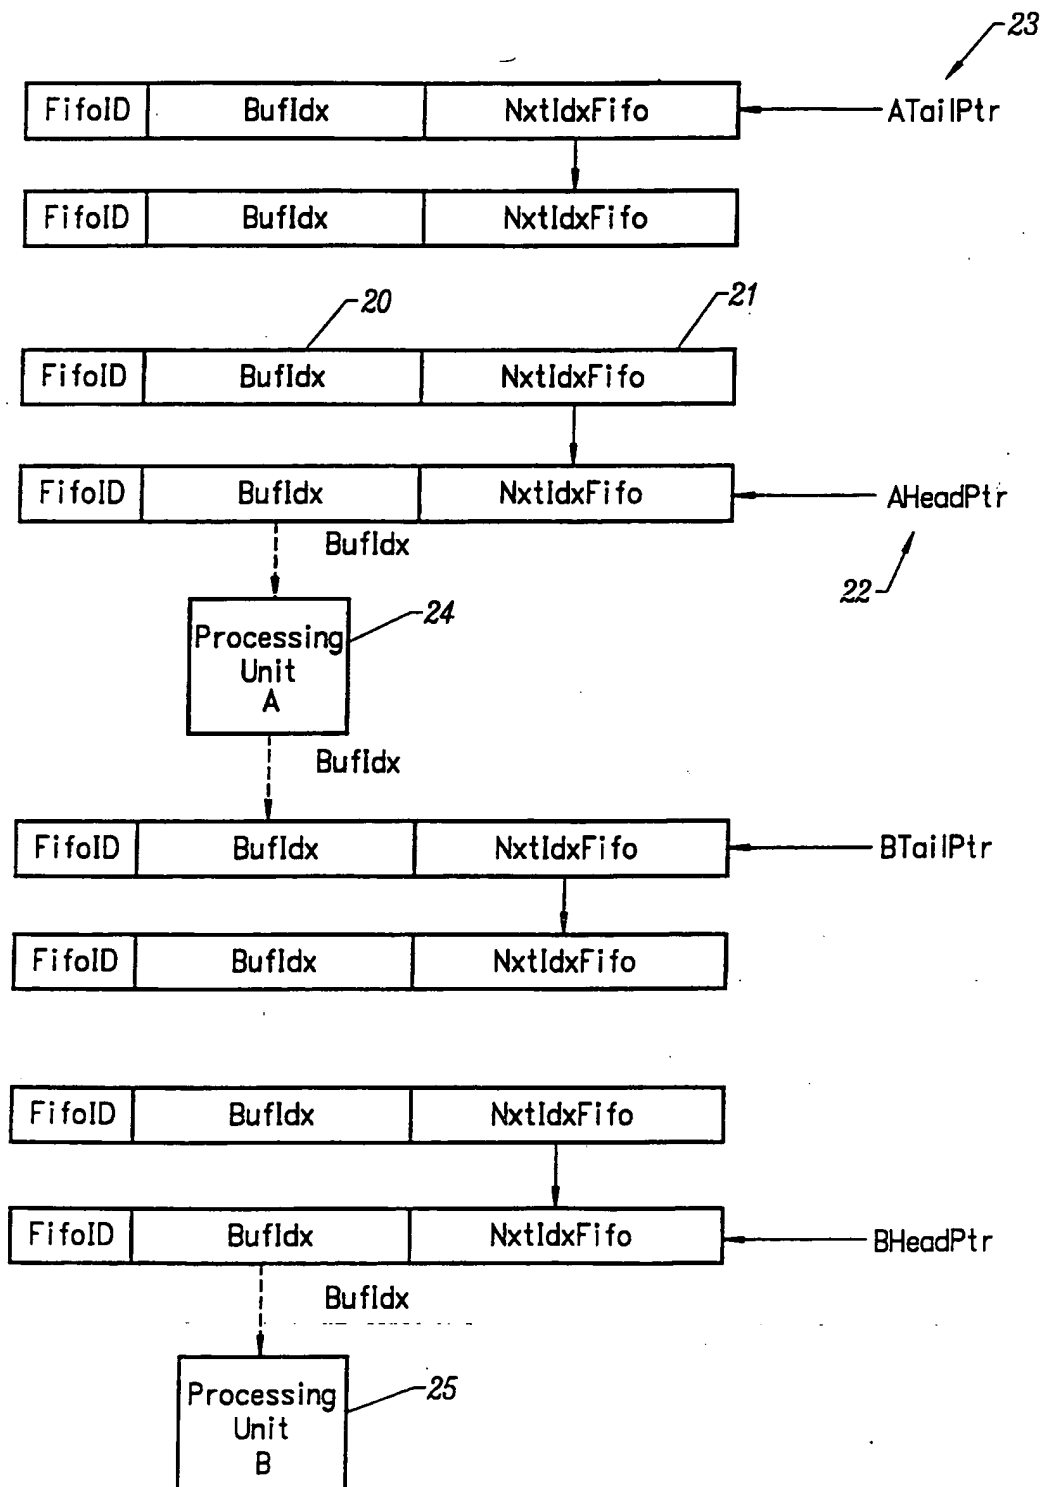 23
FifoID BufIdx NxtIdxFifo ATailPtr
FifoID BufIdx NxtIdxFifo
20 21
FifoID BufIdx NxtIdxFifo
FifoID BufIdx NxtIdxFifo AHeadPtr
BufIdx
22
24
Processing
Unit
A
BufIdx
FifoID BufIdx NxtIdxFifo BTailPtr
FifoID BufIdx NxtIdxFifo
FifoID BufIdx NxtIdxFifo
FifoID BufIdx NxtIdxFifo BHeadPtr
BufIdx
25
Processing
Unit
B